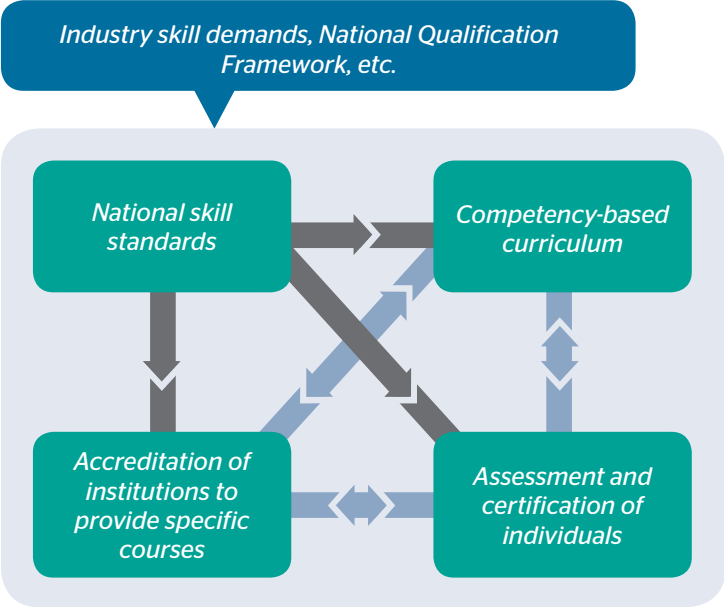 Industry skill demands, National Qualification
Framework, etc.
National skill
standards
Competency-based
curriculum
Accreditation of
institutions to
provide specific
courses
Assessment and
certification of
individuals